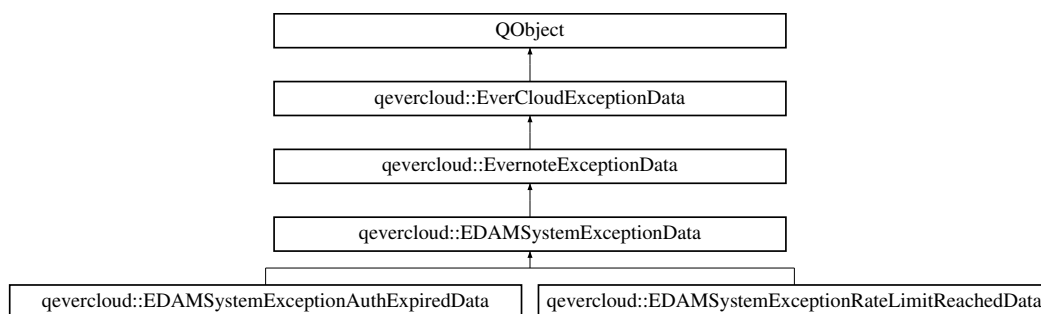 QObject
qevercloud::EverCloudExceptionData
qevercloud::EvernoteExceptionData
qevercloud::EDAMSystemExceptionData
qevercloud::EDAMSystemExceptionAuthExpiredData
qevercloud::EDAMSystemExceptionRateLimitReachedData